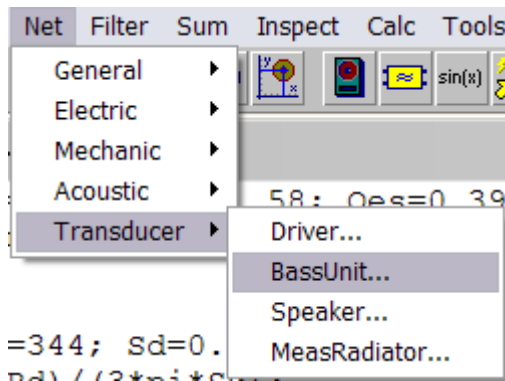 Net Filter Sum Inspect Calc Tools
General
Electric
Mechanic
Acoustic
Transducer
sin(x)
y
x
58; Qes=0 39
Driver...
BassUnit...
Speaker...
MeasRadiator...
=344; Sd=0.